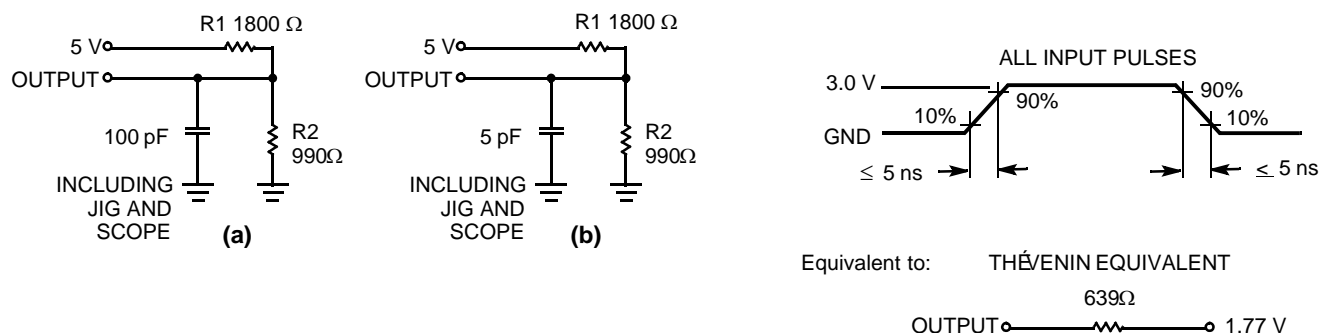 R1 1800 Ω
5 V
OUTPUT
100 pF
R2
990Ω
INCLUDING
JIG AND
SCOPE
(a)
R1 1800 Ω
5 V
OUTPUT
5 pF
R2
990Ω
INCLUDING
JIG AND
SCOPE
(b)
ALL INPUT PULSES
3.0 V
90%
90%
10%
10%
GND
≤ 5 ns
≤ 5 ns
Equivalent to: THÉVENIN EQUIVALENT
639Ω
OUTPUT
1.77 V